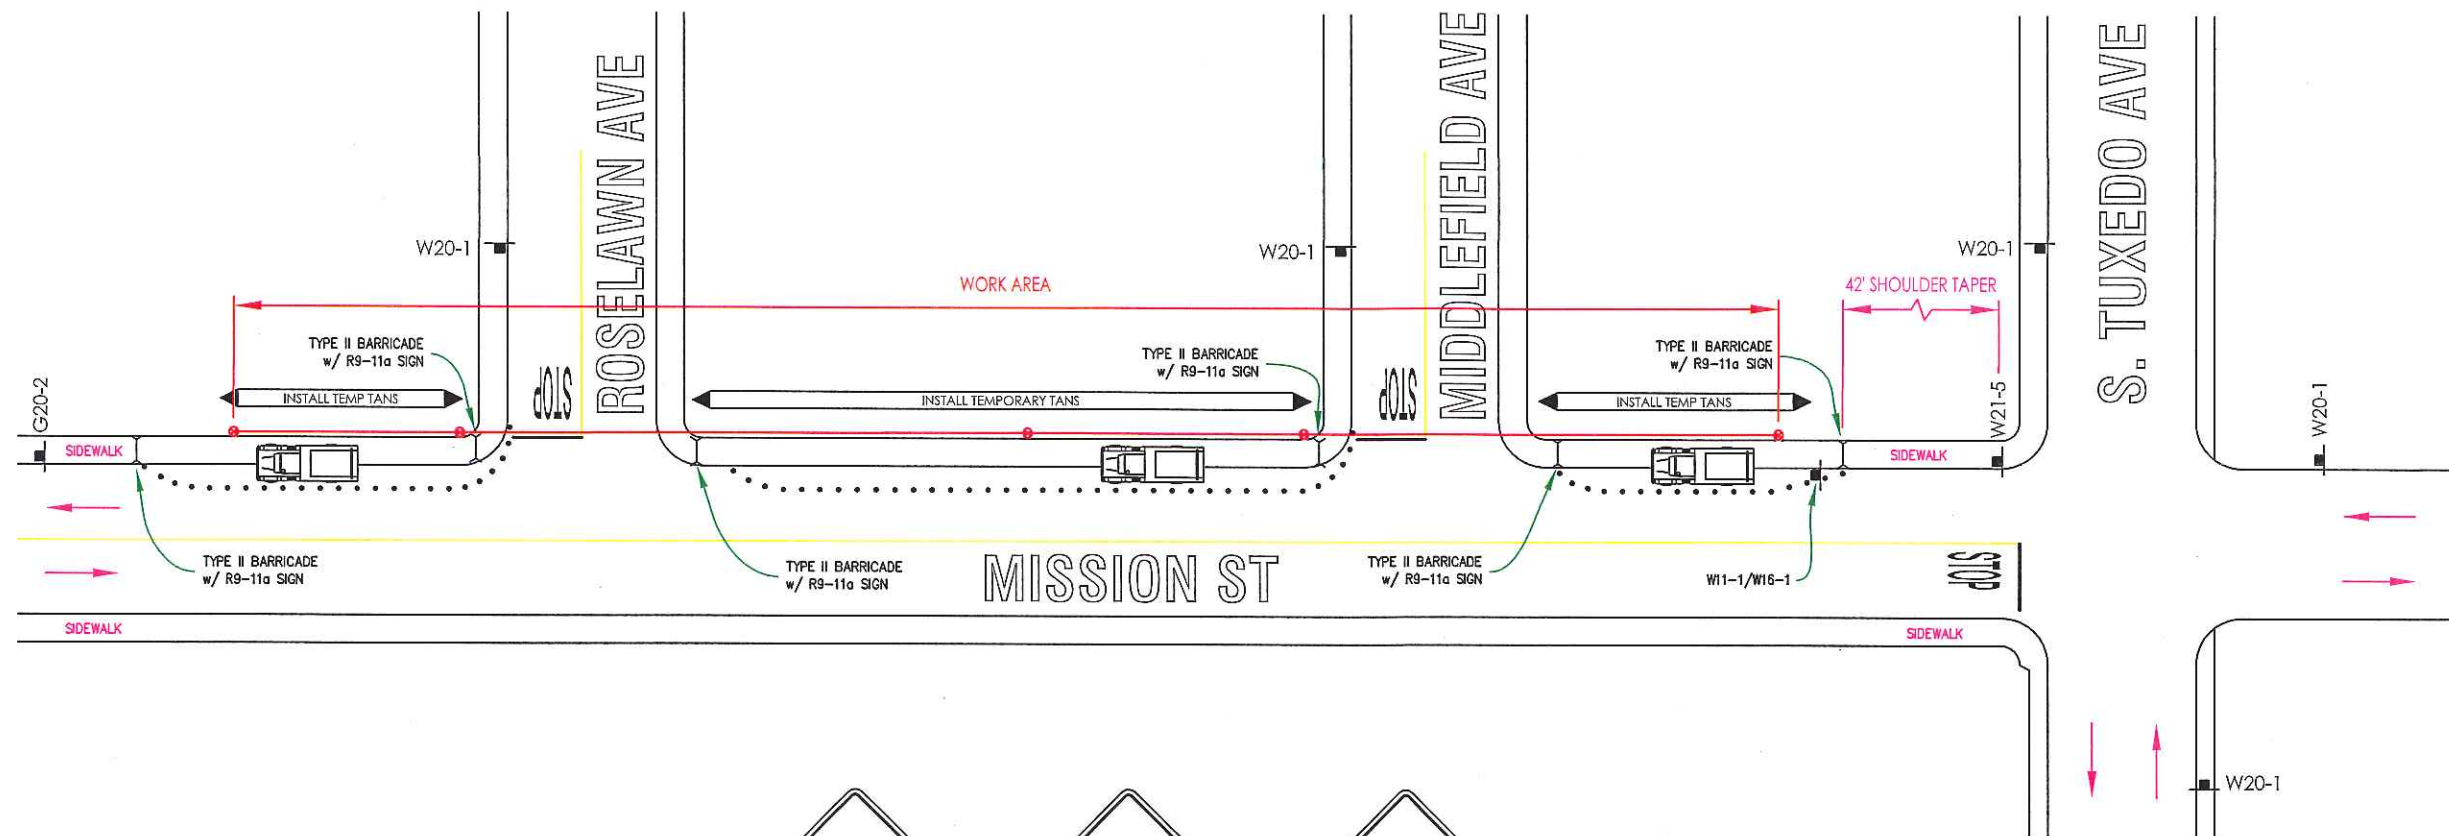 ROSELAWN AVE
MIDDLEFIELD AVE
S. TUXEDO AVE
W20-1
W20-1
W20-1
WORK AREA
42' SHOULDER TAPER
TYPE II BARRICADE
w/ R9-11a SIGN
TYPE II BARRICADE
w/ R9-11a SIGN
TYPE II BARRICADE
w/ R9-11a SIGN
G20-2
INSTALL TEMP TANS
STOP
INSTALL TEMPORARY TANS
STOP
INSTALL TEMP TANS
W21-5
W20-1
SIDEWALK
SIDEWALK
TYPE II BARRICADE
w/ R9-11a SIGN
TYPE II BARRICADE
w/ R9-11a SIGN
MISSION ST
TYPE II BARRICADE
w/ R9-11a SIGN
W11-1/W16-1
STOP
SIDEWALK
SIDEWALK
W20-1